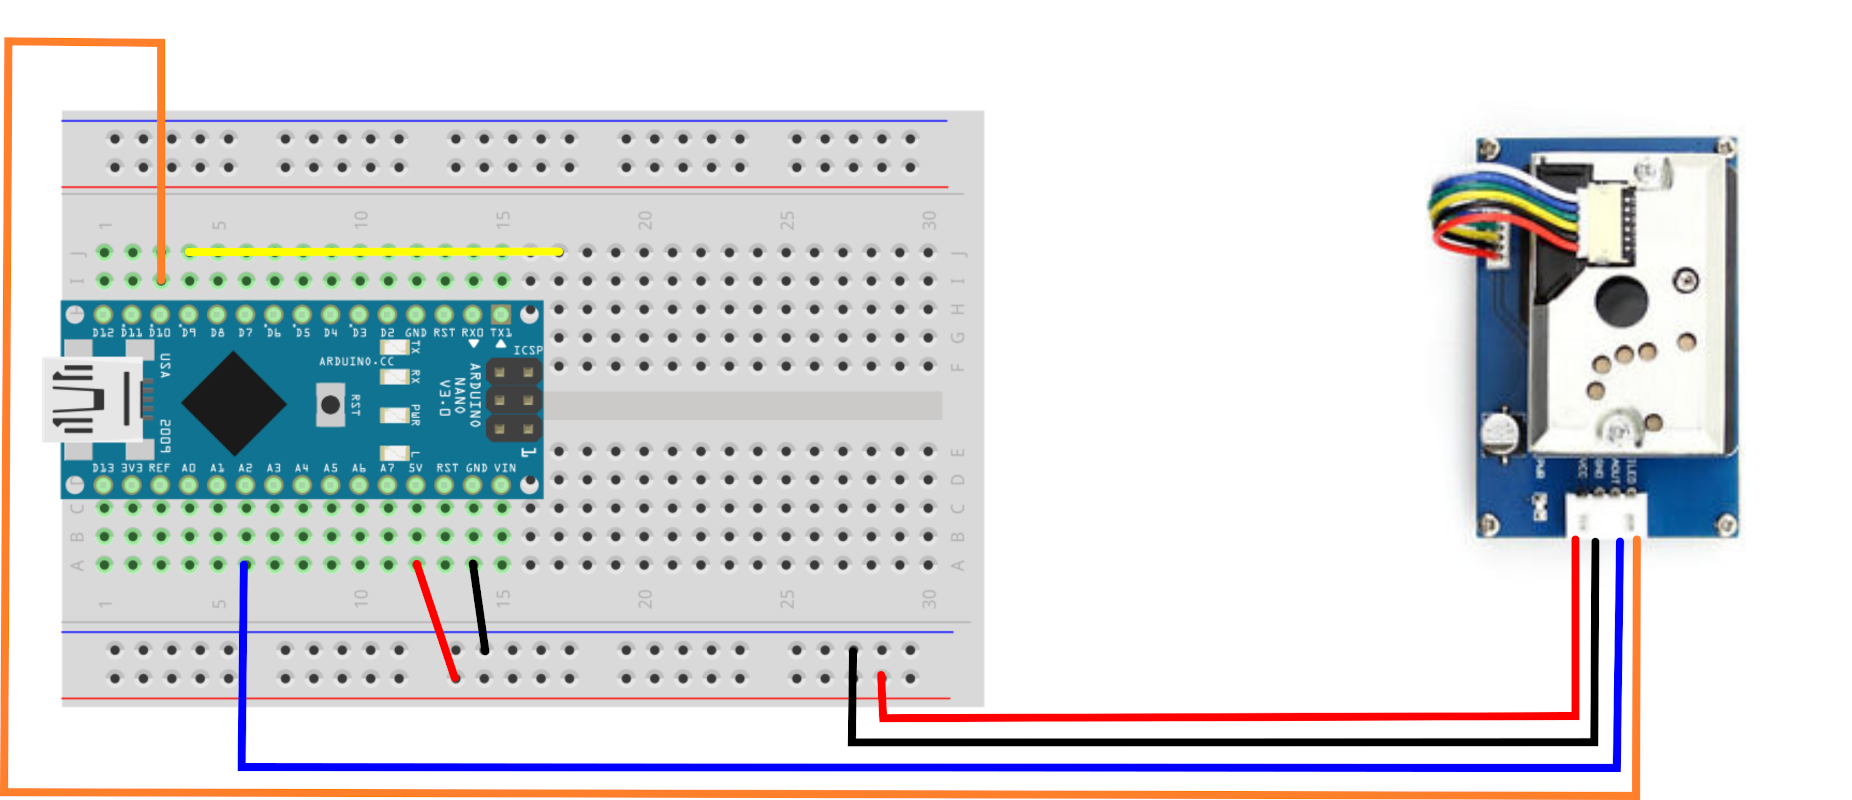 1 5 10 15 20 25 30
J J
I I
H
G
F
D12 D11 D10 D9 D8 D7 D6 D5 D4 D3 D2 GND RST RX0 TX1
ICSP
ARDUINO.CC
TX
RX
PWR
L
RST
USA
2009
ARDUINO
NANO
V3.0
1
D13 3V3 REF A0 A1 A2 A3 A4 A5 A6 A7 5V RST GND VIN
E
D
C C
B B
A A
1 5 10 15 20 25 30
PWR
VCC
GND
AOUT
ILED